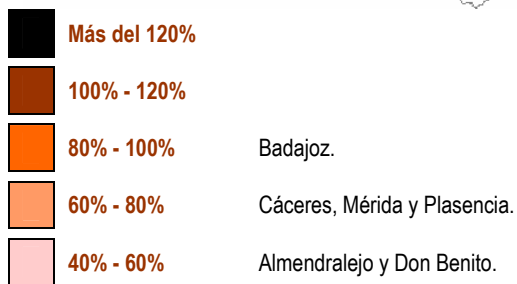 Más del 120%
100% - 120%
80% - 100% Badajoz.
60% - 80% Cáceres, Mérida y Plasencia.
40% - 60% Almendralejo y Don Benito.